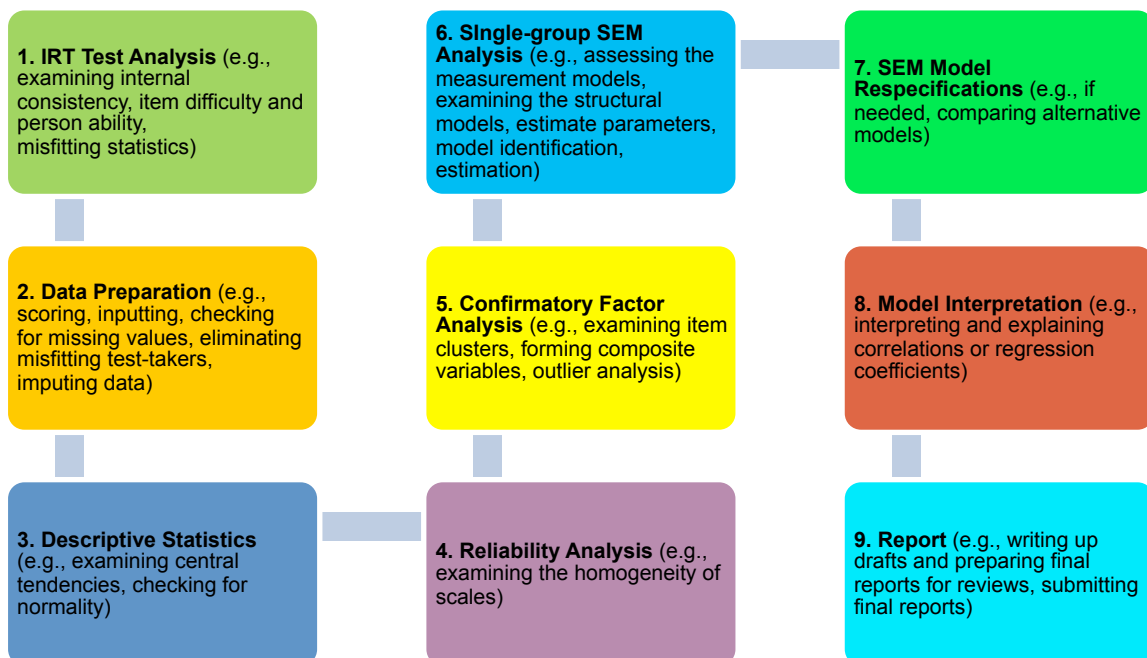 1. IRT Test Analysis (e.g.,
examining internal
consistency, item difficulty and
person ability,
misfitting statistics)
2. Data Preparation (e.g.,
scoring, inputting, checking
for missing values, eliminating
misfitting test-takers,
imputing data)
3. Descriptive Statistics
(e.g., examining central
tendencies, checking for
normality)
4. Reliability Analysis (e.g.,
examining the homogeneity of
scales)
5. Confirmatory Factor
Analysis (e.g., examining item
clusters, forming composite
variables, outlier analysis)
6. SIngle-group SEM
Analysis (e.g., assessing the
measurement models,
examining the structural
models, estimate parameters,
model identification,
estimation)
7. SEM Model
Respecifications (e.g., if
needed, comparing alternative
models)
8. Model Interpretation (e.g.,
interpreting and explaining
correlations or regression
coefficients)
9. Report (e.g., writing up
drafts and preparing final
reports for reviews, submitting
final reports)